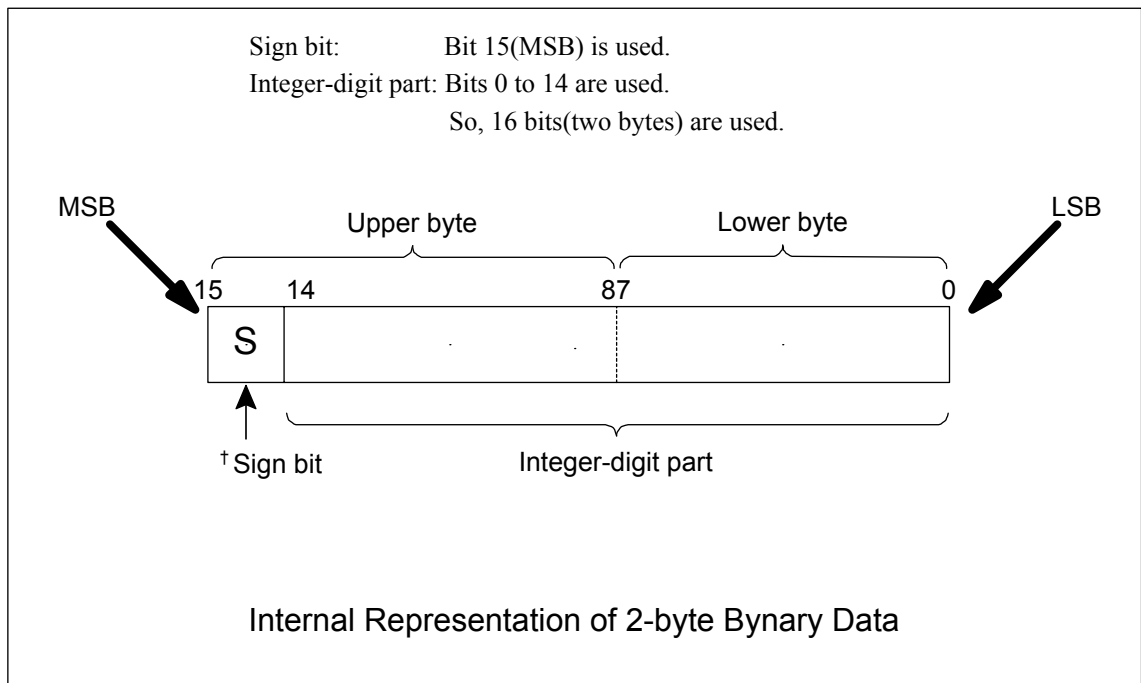 Sign bit: Bit 15(MSB) is used.
Integer-digit part: Bits 0 to 14 are used.
So, 16 bits(two bytes) are used.
MSB
LSB
Upper byte
Lower byte
15 14 87 0
S
† Sign bit
Integer-digit part
Internal Representation of 2-byte Bynary Data